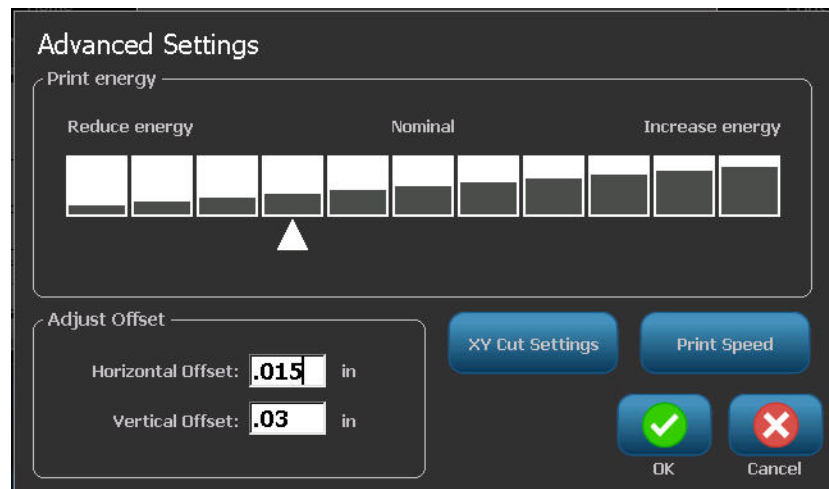 Advanced Settings
Print energy
Reduce energy Nominal Increase energy
Adjust Offset
Horizontal Offset: .015 in
Vertical Offset: .03 in
XY Cut Settings Print Speed
OK Cancel